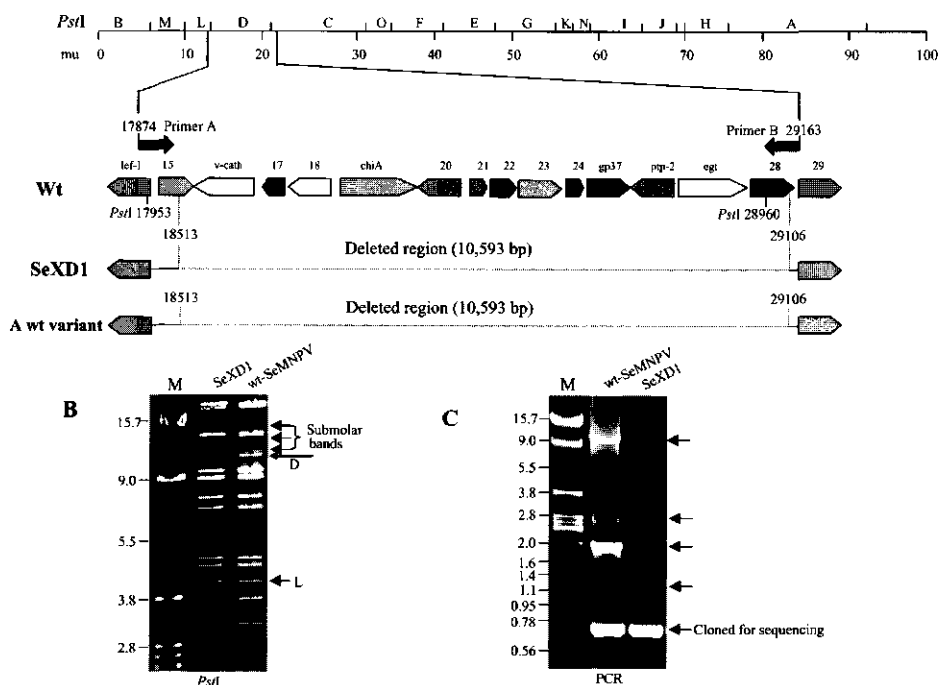 PstI B M L D C O F E G K N I J H A
mu 0 10 20 30 40 50 60 70 80 90 100
17874 Primer A Primer B 29163
lef-1 15 v-cath 17 18 chiA 20 21 22 23 24 gp37 ptp-2 egt 28 29
Wt
PstI 17953 PstI 28960
18513 Deleted region (10,593 bp) 29106
SeXD1
18513 Deleted region (10,593 bp) 29106
A wt variant
B
M SeXD1 wt-SeMNPV
15.7
9.0
5.5
3.8
2.8
Submolar
bands
D
L
PstI
C
M wt-SeMNPV SeXD1
15.7
9.0
5.5
3.8
2.8
2.0
1.6
1.4
1.1
0.95
0.78
0.56
Cloned for sequencing
PCR